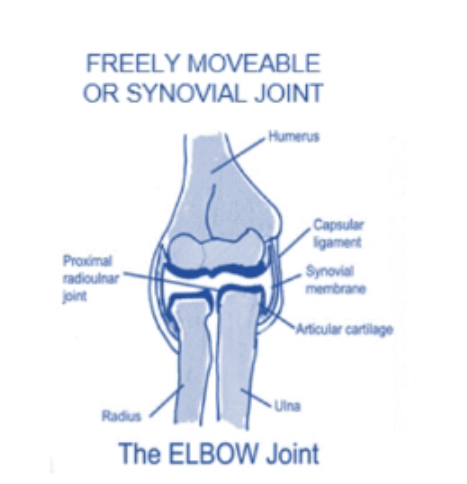 FREELY MOVEABLE
OR SYNOVIAL JOINT
Humerus
Capsular
ligament
Proximal
radioulnar
joint
Synovial
membrane
Articular cartilage
Radius
Ulna
The ELBOW Joint